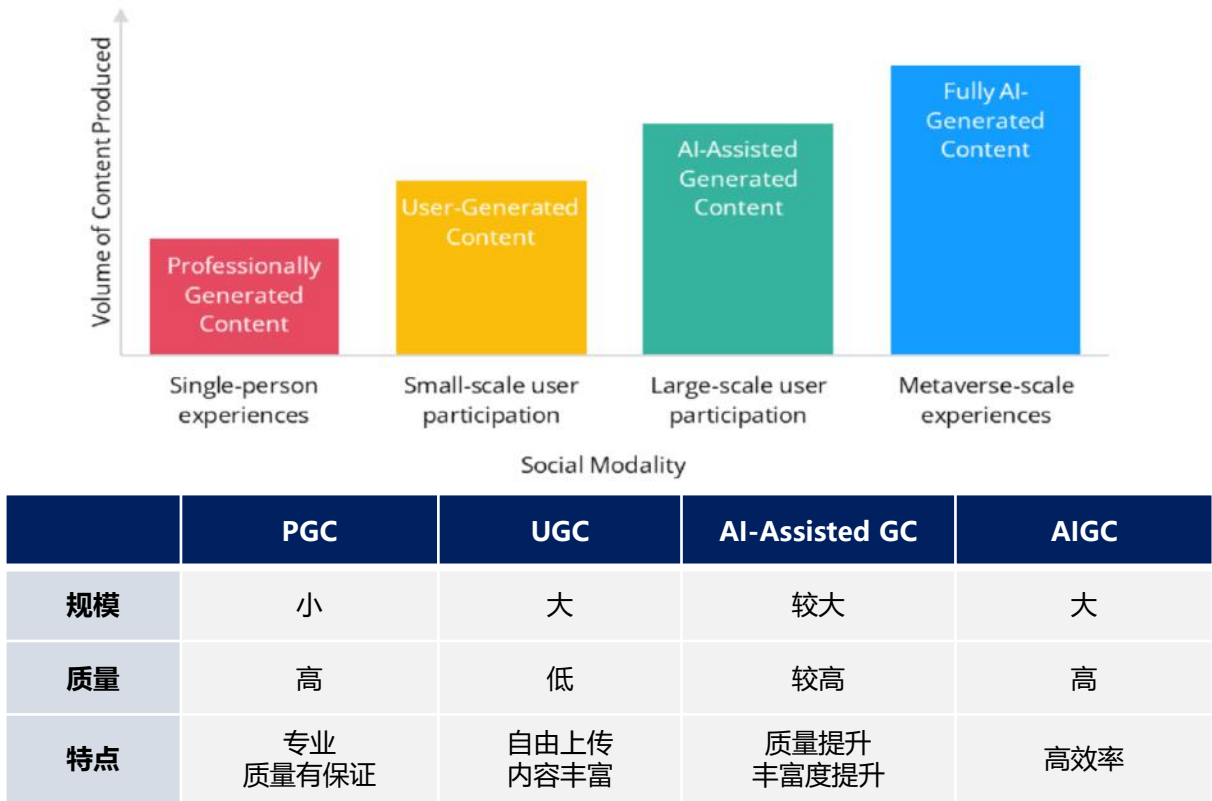 Volume of Content Produced
Professionally
Generated
Content
User-Generated
Content
AI-Assisted
Generated
Content
Fully AI-
Generated
Content
Single-person
experiences
Small-scale user
participation
Large-scale user
participation
Metaverse-scale
experiences
Social Modality
PGC UGC AI-Assisted GC AIGC
规模 小 大 较大 大
质量 高 低 较高 高
特点
专业
质量有保证
自由上传
内容丰富
质量提升
丰富度提升
高效率